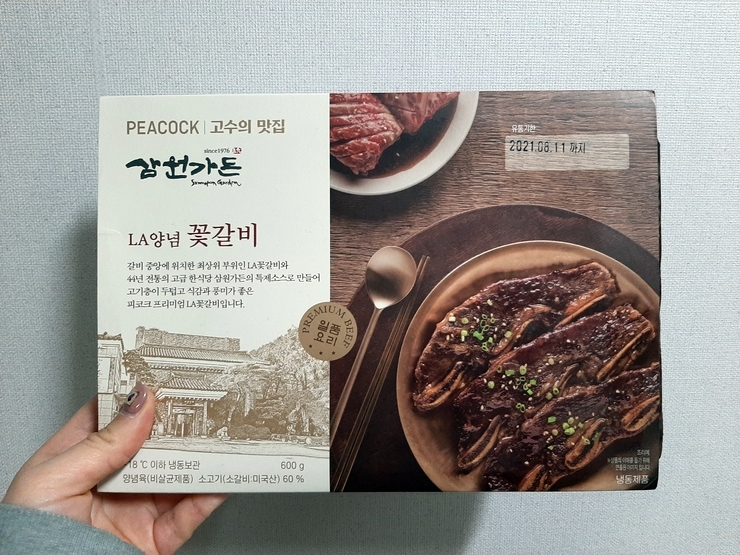 PEACOCK | 고수의 맛집
since1976
삼원가든
Samwon Garden
LA양념 꽃갈비
갈비 중앙에 위치한 최상위 부위인 LA꽃갈비와
44년 전통의 고급 한식당 삼원가든의 특제소스로 만들어
고기층이 두텁고 식감과 풍미가 좋은
피코크 프리미엄 LA꽃갈비입니다.
PREMIUM BEEF
일품
요리
18 ℃ 이하 냉동보관
600 g
양념육(비살균제품) 소고기(소갈비:미국산) 60 %
유통기한
2021.08.11 까지
조리예
냉동제품